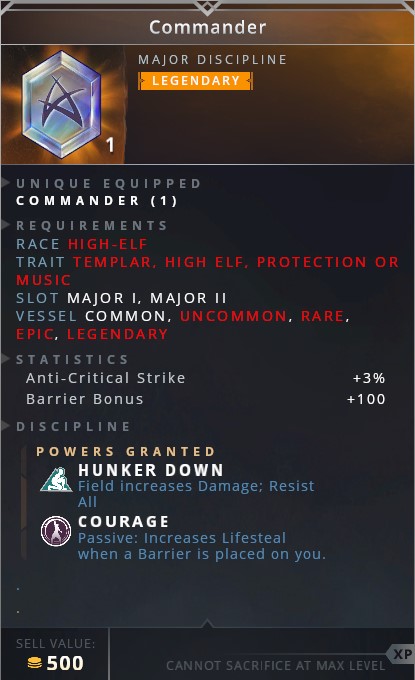 Commander
MAJOR DISCIPLINE
LEGENDARY
1
UNIQUE EQUIPPED
COMMANDER (1)
REQUIREMENTS
RACE HIGH-ELF
TRAIT TEMPLAR, HIGH ELF, PROTECTION OR
MUSIC
SLOT MAJOR I, MAJOR II
VESSEL COMMON, UNCOMMON, RARE,
EPIC, LEGENDARY
STATISTICS
Anti-Critical Strike +3%
Barrier Bonus +100
DISCIPLINE
POWERS GRANTED
HUNKER DOWN
Field increases Damage; Resist
All
COURAGE
Passive: Increases Lifesteal
when a Barrier is placed on you.
.
.
SELL VALUE:
500
XP
CANNOT SACRIFICE AT MAX LEVEL